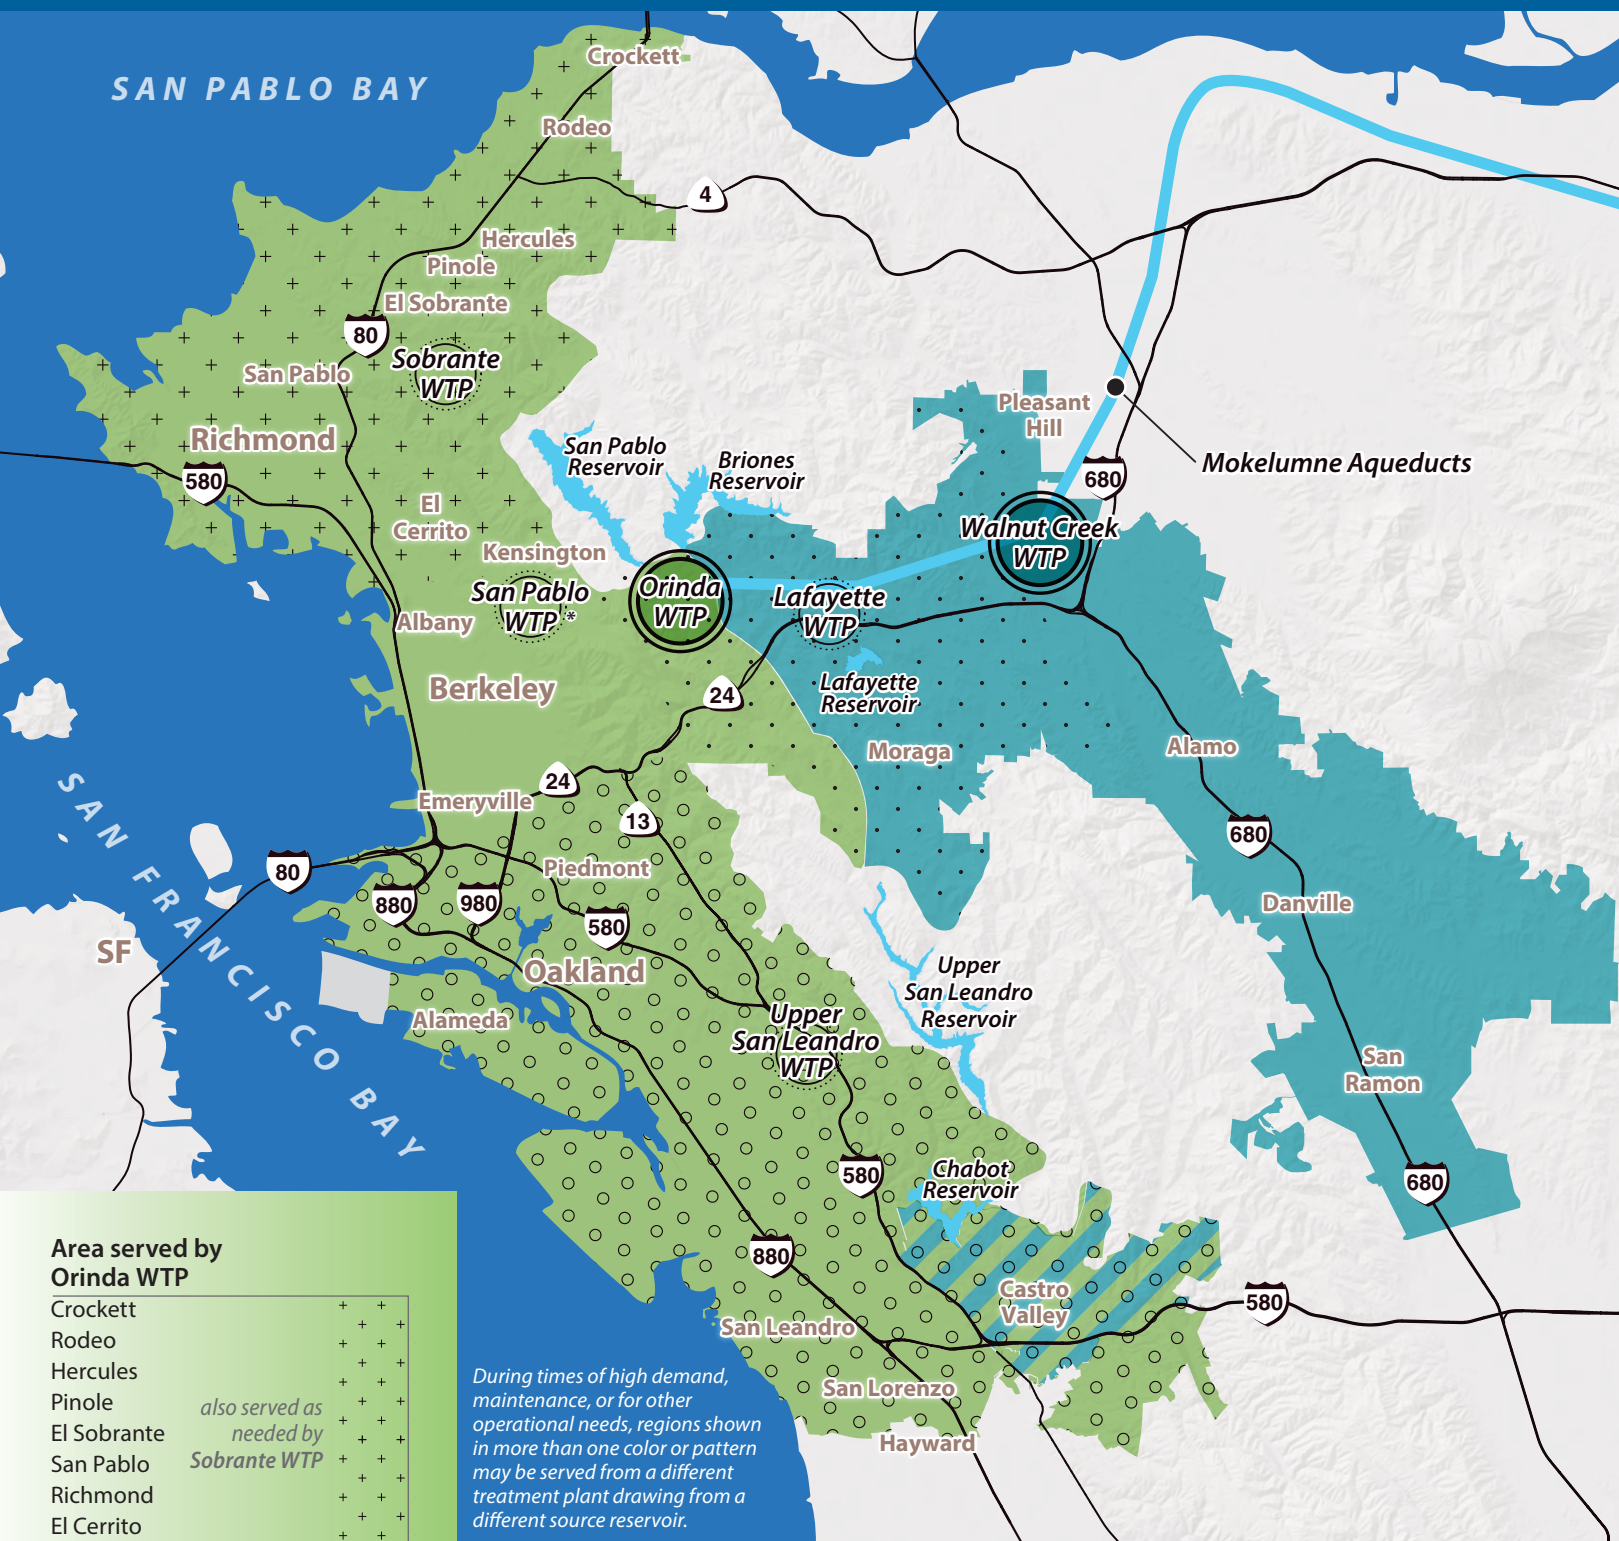 SAN PABLO BAY
Crockett
Rodeo
4
Hercules
Pinole
El Sobrante
80
Sobrante
WTP
San Pablo
Richmond
580
San Pablo
Reservoir
Briones
Reservoir
Pleasant
Hill
680
Mokelumne Aqueducts
El
Cerrito
Kensington
Walnut Creek
WTP
San Pablo
WTP *
Orinda
WTP
Lafayette
WTP
Albany
Berkeley
24
Lafayette
Reservoir
Moraga
Alamo
24
Emeryville
13
680
SAN FRANCISCO BAY
80
Piedmont
880
980
580
Danville
SF
Oakland
Upper
San Leandro
Reservoir
Alameda
Upper
San Leandro
WTP
San
Ramon
580
Chabot
Reservoir
680
880
Castro
Valley
580
San Leandro
San Lorenzo
Hayward
Area served by
Orinda WTP
Crockett
Rodeo
Hercules
Pinole
El Sobrante
San Pablo
Richmond
El Cerrito
also served as
needed by
Sobrante WTP
During times of high demand,
maintenance, or for other
operational needs, regions shown
in more than one color or pattern
may be served from a different
treatment plant drawing from a
different source reservoir.